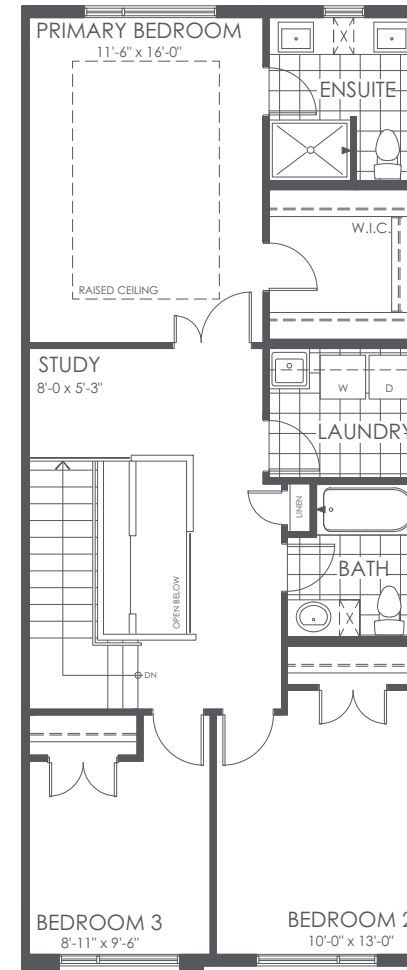 PRIMARY BEDROOM
11'-6" x 16'-0"
ENSUITE
X
W.I.C.
RAISED CEILING
STUDY
8'-0 x 5'-3"
W
D
LAUNDRY
LINEN
OPEN BELOW
BATH
X
DN
BEDROOM 3
8'-11" x 9'-6"
BEDROOM 2
10'-0" x 13'-0"